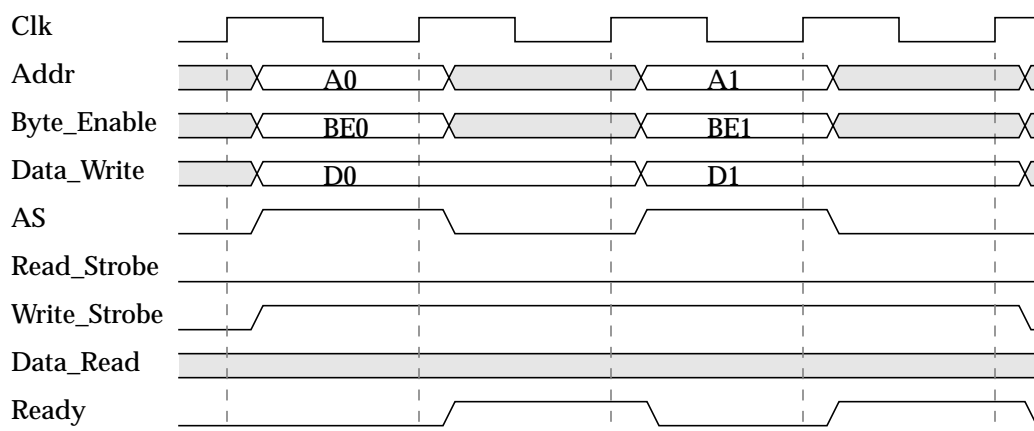 Clk
Addr A0 A1
Byte_Enable BE0 BE1
Data_Write D0 D1
AS
Read_Strobe
Write_Strobe
Data_Read
Ready